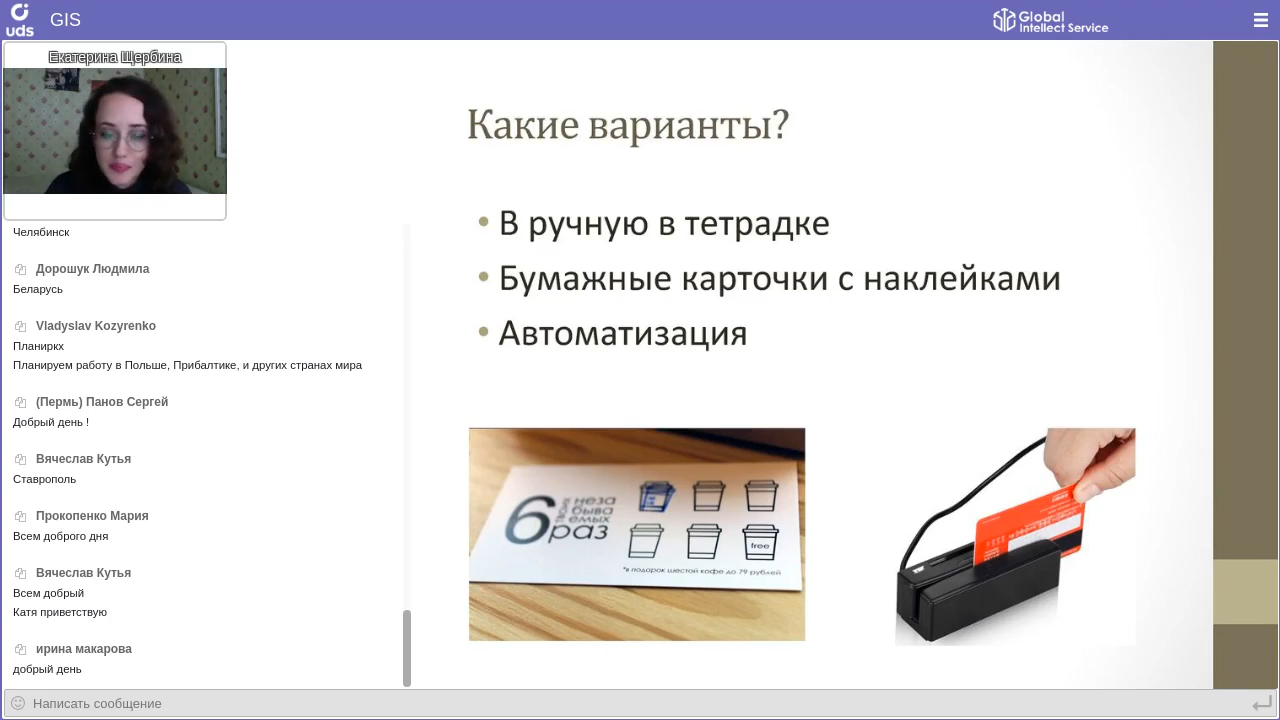 uds
GIS
Global
Intellect Service
Екатерина Щербина
Челябинск
Дорошук Людмила
Беларусь
Vladyslav Kozyrenko
Планиркх
Планируем работу в Польше, Прибалтике, и других странах мира
(Пермь) Панов Сергей
Добрый день !
Вячеслав Кутья
Ставрополь
Прокопенко Мария
Всем доброго дня
Вячеслав Кутья
Всем добрый
Катя приветствую
ирина макарова
добрый день
Написать сообщение
Какие варианты?
• В ручную в тетрадке
• Бумажные карточки с наклейками
• Автоматизация
6
неза
быва
емых
раз
free
*в подарок шестой кофе до 79 рублей